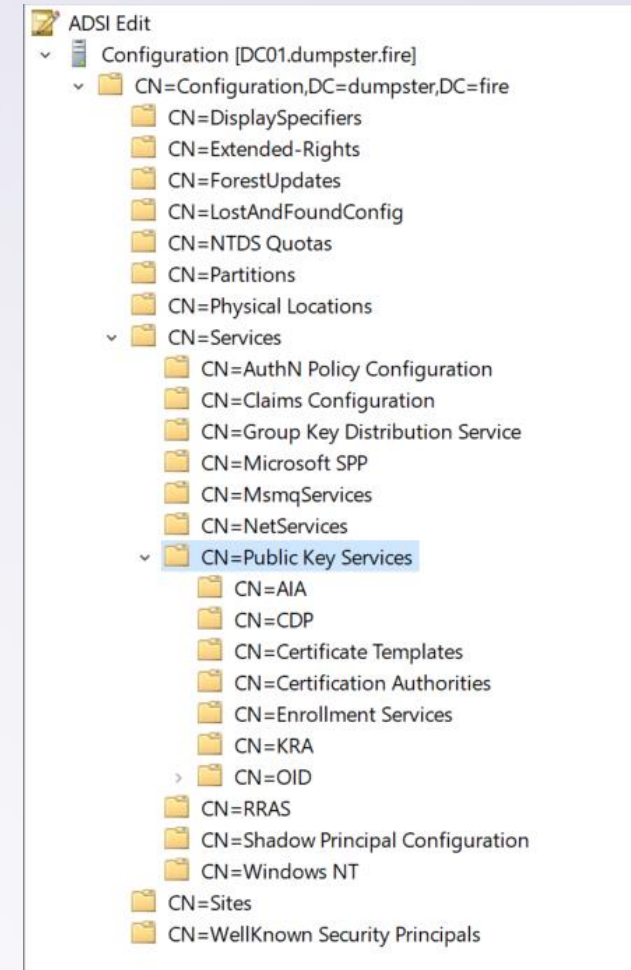 ADSI Edit
Configuration [DC01.dumpster.fire]
CN=Configuration,DC=dumpster,DC=fire
CN=DisplaySpecifiers
CN=Extended-Rights
CN=ForestUpdates
CN=LostAndFoundConfig
CN=NTDS Quotas
CN=Partitions
CN=Physical Locations
CN=Services
CN=AuthN Policy Configuration
CN=Claims Configuration
CN=Group Key Distribution Service
CN=Microsoft SPP
CN=MsmqServices
CN=NetServices
CN=Public Key Services
CN=AIA
CN=CDP
CN=Certificate Templates
CN=Certification Authorities
CN=Enrollment Services
CN=KRA
CN=OID
CN=RRAS
CN=Shadow Principal Configuration
CN=Windows NT
CN=Sites
CN=WellKnown Security Principals